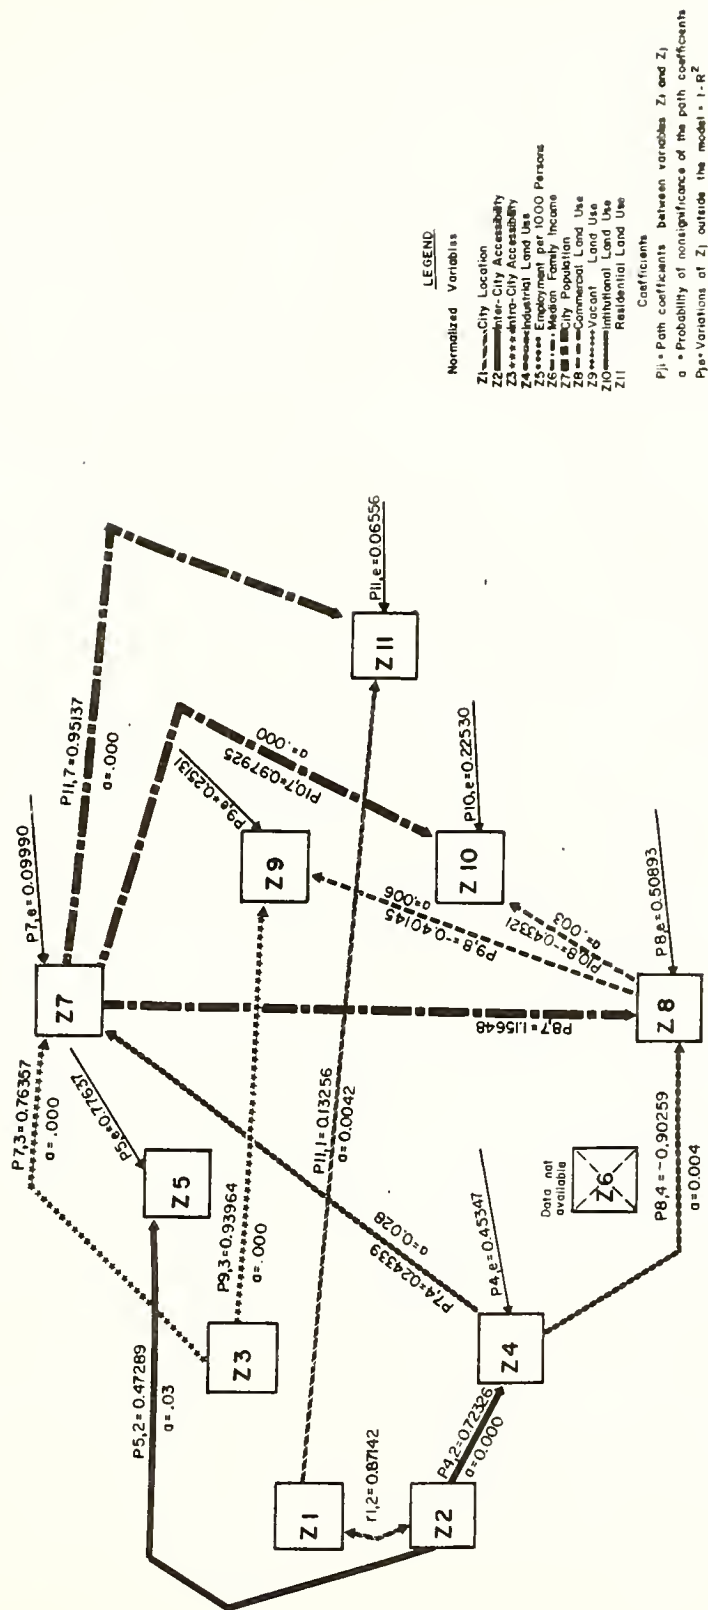 P11,7=0.95137
a=.000
P7,e=0.09990
Z7
P10,7=0.97925
a=.000
P11,e=0.06556
Z11
P7,3=0.76357
a=.000
P5,e=0.77637
Z5
P9,e=0.25131
Z9
P5,2=0.47289
a=.03
P9,3=0.93964
a=.000
Z3
P10,e=0.22530
Z10
P11,1=0.13256
a=0.0042
P7,4=024339
a=0.028
P8,7=1.15648
P9,8=-0.40145
a=.006
P10,8=-0.43321
a=.003
Z1
r1,2=0.87142
Z2
P4,2=0.72326
a=0.000
P4,e=0.45347
Z4
Data not
available
Z6
P8,e=0.50893
Z8
P8,4=-0.90259
a=0.004
LEGEND
Normalized Variables
Z1 City Location
Z2 Inter-City Accessibility
Z3 Intra-City Accessibility
Z4 Industrial Land Use
Z5 Employment per 1000 Persons
Z6 Median Family Income
Z7 City Population
Z8 Commercial Land Use
Z9 Vacant Land Use
Z10 Intitutional Land Use
Z11 Residential Land Use
Coefficients
Pji = Path coefficients between variables Zi and Zj
a = Probability of nonsignificance of the path coefficients
Pje = Variations of Zj outside the model = 1-R²